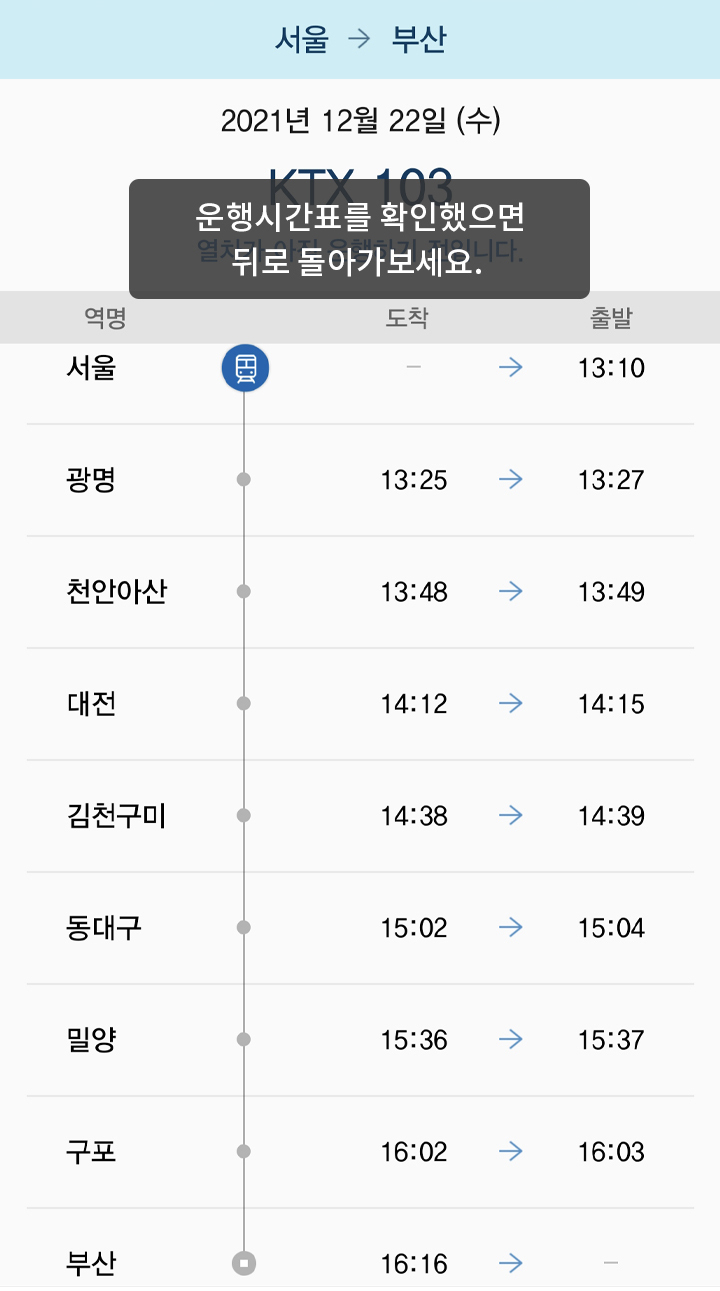 서울 → 부산
2021년 12월 22일 (수)
KTX 103
운행시간표를 확인했으면
뒤로 돌아가보세요.
역명 도착 출발
서울 – → 13:10
광명 13:25 → 13:27
천안아산 13:48 → 13:49
대전 14:12 → 14:15
김천구미 14:38 → 14:39
동대구 15:02 → 15:04
밀양 15:36 → 15:37
구포 16:02 → 16:03
부산 16:16 → –